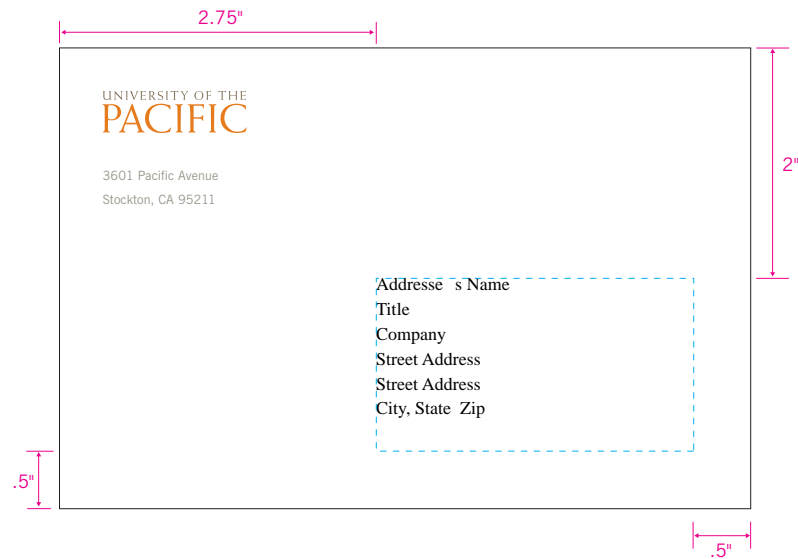 2.75"
UNIVERSITY OF THE
PACIFIC
2"
3601 Pacific Avenue
Stockton, CA 95211
Addresse s Name
Title
Company
Street Address
Street Address
City, State Zip
.5"
.5"